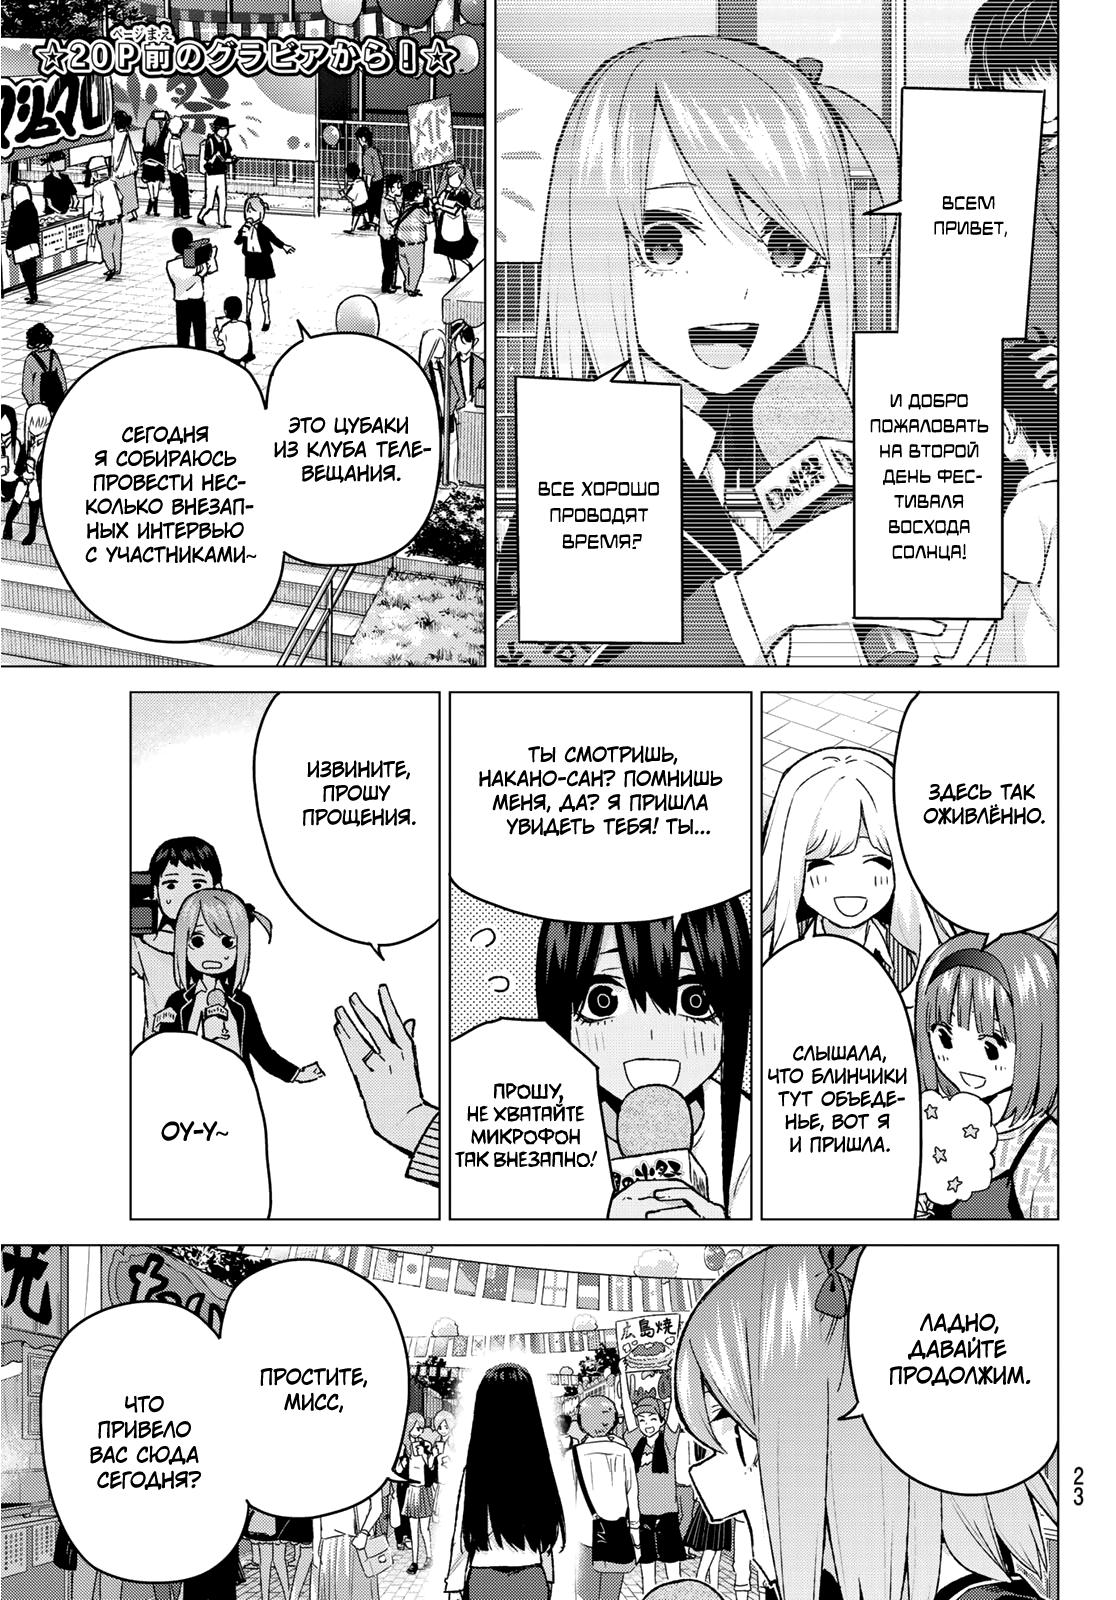 ВСЕМ
ПРИВЕТ,
И ДОБРО
ПОЖАЛОВАТЬ
НА ВТОРОЙ
ДЕНЬ ФЕС-
ТИВАЛЯ
ВОСХОДА
СОЛНЦА!
ВСЕ ХОРОШО
ПРОВОДЯТ
ВРЕМЯ?
ページまえ
☆20P前のグラビアから!☆
ЭТО ЦУБАКИ
ИЗ КЛУБА ТЕЛЕ-
ВЕЩАНИЯ.
СЕГОДНЯ
Я СОБИРАЮСЬ
ПРОВЕСТИ НЕС-
КОЛЬКО ВНЕЗАП-
НЫХ ИНТЕРВЬЮ
С УЧАСТНИКАМИ~
ЗДЕСЬ ТАК
ОЖИВЛЁННО.
СЛЫШАЛА,
ЧТО БЛИНЧИКИ
ТУТ ОБЪЕДЕ-
НЬЕ, ВОТ Я
И ПРИШЛА.
ТЫ СМОТРИШЬ,
НАКАНО-САН? ПОМНИШЬ
МЕНЯ, ДА? Я ПРИШЛА
УВИДЕТЬ ТЕБЯ! ТЫ...
ПРОШУ,
НЕ ХВАТАЙТЕ
МИКРОФОН
ТАК ВНЕЗАПНО!
ИЗВИНИТЕ,
ПРОШУ
ПРОЩЕНИЯ.
ОУ-У~
ЛАДНО,
ДАВАЙТЕ
ПРОДОЛЖИМ.
広島焼
ПРОСТИТЕ,
МИСС,
ЧТО
ПРИВЕЛО
ВАС СЮДА
СЕГОДНЯ?
23